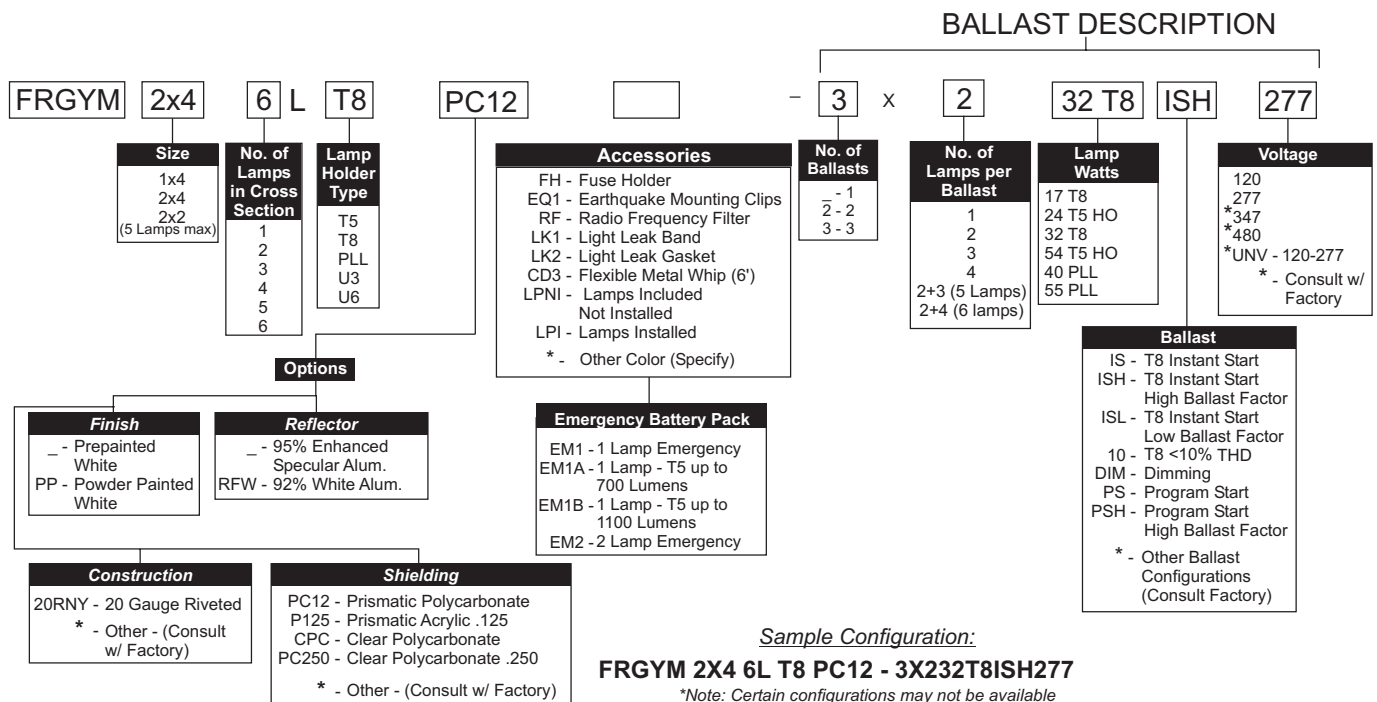 BALLAST DESCRIPTION
FRGYM 2x4 6 L T8 PC12 - 3 x 2 32 T8 ISH 277
Size
1x4
2x4
2x2
(5 Lamps max)
No. of
Lamps
in Cross
Section
1
2
3
4
5
6
Lamp
Holder
Type
T5
T8
PLL
U3
U6
Accessories
FH - Fuse Holder
EQ1 - Earthquake Mounting Clips
RF - Radio Frequency Filter
LK1 - Light Leak Band
LK2 - Light Leak Gasket
CD3 - Flexible Metal Whip (6')
LPNI - Lamps Included
Not Installed
LPI - Lamps Installed
* - Other Color (Specify)
No. of
Ballasts
_ - 1
2 - 2
3 - 3
No. of
Lamps per
Ballast
1
2
3
4
2+3 (5 Lamps)
2+4 (6 lamps)
Lamp
Watts
17 T8
24 T5 HO
32 T8
54 T5 HO
40 PLL
55 PLL
Voltage
120
277
*347
*480
*UNV - 120-277
* - Consult w/
Factory
Options
Finish
_ - Prepainted
White
PP - Powder Painted
White
Reflector
_ - 95% Enhanced
Specular Alum.
RFW - 92% White Alum.
Emergency Battery Pack
EM1 - 1 Lamp Emergency
EM1A - 1 Lamp - T5 up to
700 Lumens
EM1B - 1 Lamp - T5 up to
1100 Lumens
EM2 - 2 Lamp Emergency
Ballast
IS - T8 Instant Start
ISH - T8 Instant Start
High Ballast Factor
ISL - T8 Instant Start
Low Ballast Factor
10 - T8 <10% THD
DIM - Dimming
PS - Program Start
PSH - Program Start
High Ballast Factor
* - Other Ballast
Configurations
(Consult Factory)
Construction
20RNY - 20 Gauge Riveted
* - Other - (Consult
w/ Factory)
Shielding
PC12 - Prismatic Polycarbonate
P125 - Prismatic Acrylic .125
CPC - Clear Polycarbonate
PC250 - Clear Polycarbonate .250
* - Other - (Consult w/ Factory)
Sample Configuration:
FRGYM 2X4 6L T8 PC12 - 3X232T8ISH277
*Note: Certain configurations may not be available